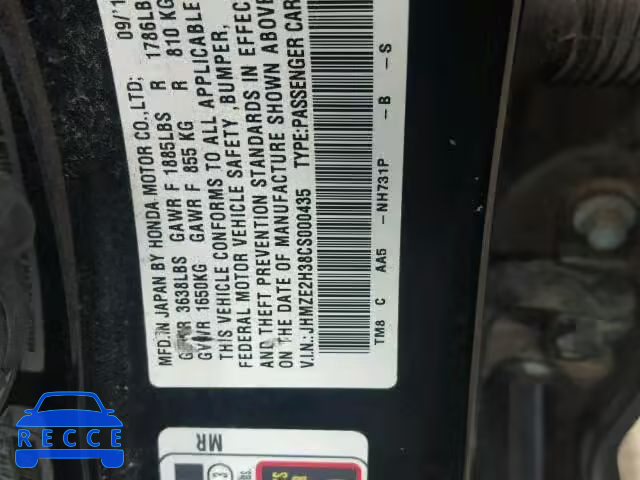 MFD.IN JAPAN BY HONDA MOTOR CO.,LTD; 09/'1
GVWR 3638LBS GAWR F 1885LBS R 1786LB
GVWR 1650KG GAWR F 855 KG R 810 KG
THIS VEHICLE CONFORMS TO ALL APPLICABLE
FEDERAL MOTOR VEHICLE SAFETY ,BUMPER,
AND THEFT PREVENTION STANDARDS IN EFFEC
ON THE DATE OF MANUFACTURE SHOWN ABOVE
V.I.N.:JHMZE2H38CS000435 TYPE:PASSENGER CAR
TM8 C AA5 -NH731P -B -S
MR
3
RECCE